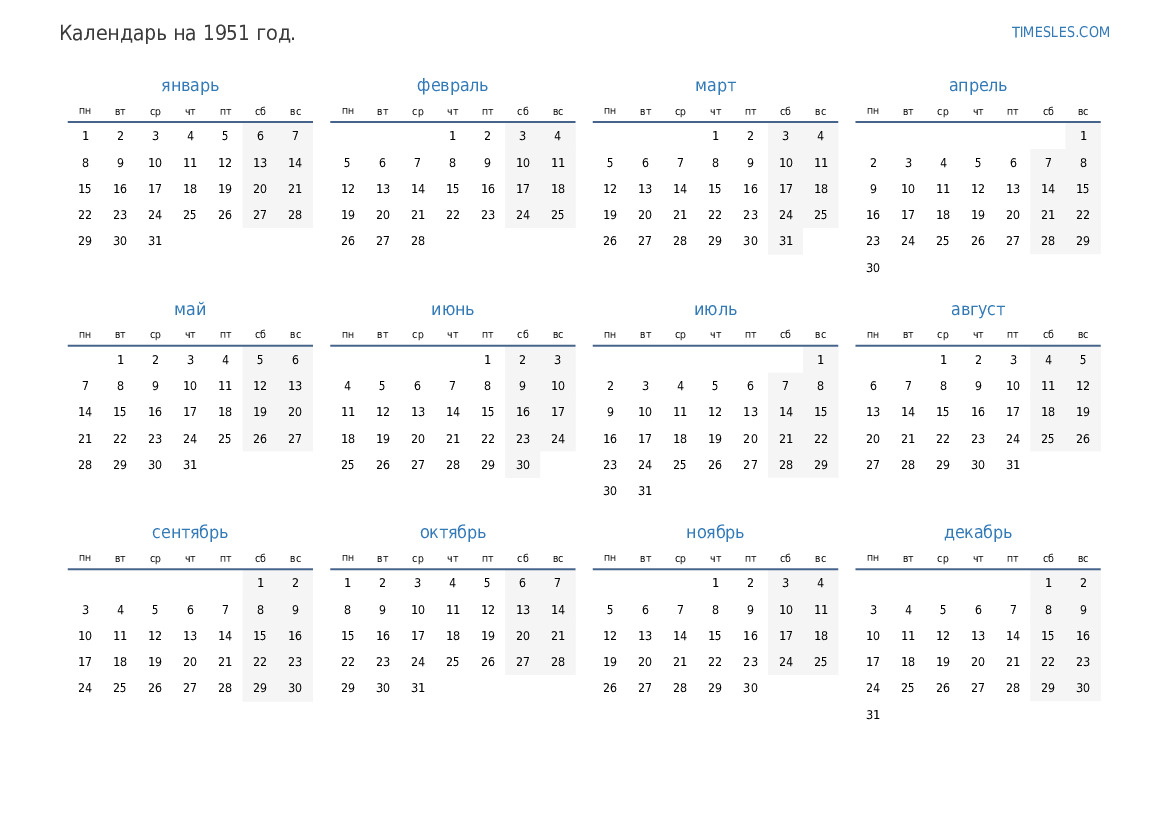 Календарь на 1951 год.
TIMESLES.COM
январь февраль март апрель
пн вт ср чт пт сб вс пн вт ср чт пт сб вс пн вт ср чт пт сб вс пн вт ср чт пт сб вс
1 2 3 4 5 6 7 1 2 3 4 1 2 3 4 1
8 9 10 11 12 13 14 5 6 7 8 9 10 11 5 6 7 8 9 10 11 2 3 4 5 6 7 8
15 16 17 18 19 20 21 12 13 14 15 16 17 18 12 13 14 15 16 17 18 9 10 11 12 13 14 15
22 23 24 25 26 27 28 19 20 21 22 23 24 25 19 20 21 22 23 24 25 16 17 18 19 20 21 22
29 30 31 26 27 28 26 27 28 29 30 31 23 24 25 26 27 28 29
30
май июнь июль август
пн вт ср чт пт сб вс пн вт ср чт пт сб вс пн вт ср чт пт сб вс пн вт ср чт пт сб вс
1 2 3 4 5 6 1 2 3 1 1 2 3 4 5
7 8 9 10 11 12 13 4 5 6 7 8 9 10 2 3 4 5 6 7 8 6 7 8 9 10 11 12
14 15 16 17 18 19 20 11 12 13 14 15 16 17 9 10 11 12 13 14 15 13 14 15 16 17 18 19
21 22 23 24 25 26 27 18 19 20 21 22 23 24 16 17 18 19 20 21 22 20 21 22 23 24 25 26
28 29 30 31 25 26 27 28 29 30 23 24 25 26 27 28 29 27 28 29 30 31
30 31
сентябрь октябрь ноябрь декабрь
пн вт ср чт пт сб вс пн вт ср чт пт сб вс пн вт ср чт пт сб вс пн вт ср чт пт сб вс
1 2 1 2 3 4 5 6 7 1 2 3 4 1 2
3 4 5 6 7 8 9 8 9 10 11 12 13 14 5 6 7 8 9 10 11 3 4 5 6 7 8 9
10 11 12 13 14 15 16 15 16 17 18 19 20 21 12 13 14 15 16 17 18 10 11 12 13 14 15 16
17 18 19 20 21 22 23 22 23 24 25 26 27 28 19 20 21 22 23 24 25 17 18 19 20 21 22 23
24 25 26 27 28 29 30 29 30 31 26 27 28 29 30 24 25 26 27 28 29 30
31